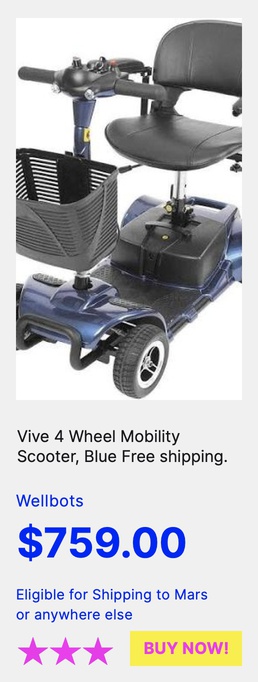 Vive 4 Wheel Mobility
Scooter, Blue Free shipping.
Wellbots
$759.00
Eligible for Shipping to Mars
or anywhere else
BUY NOW!